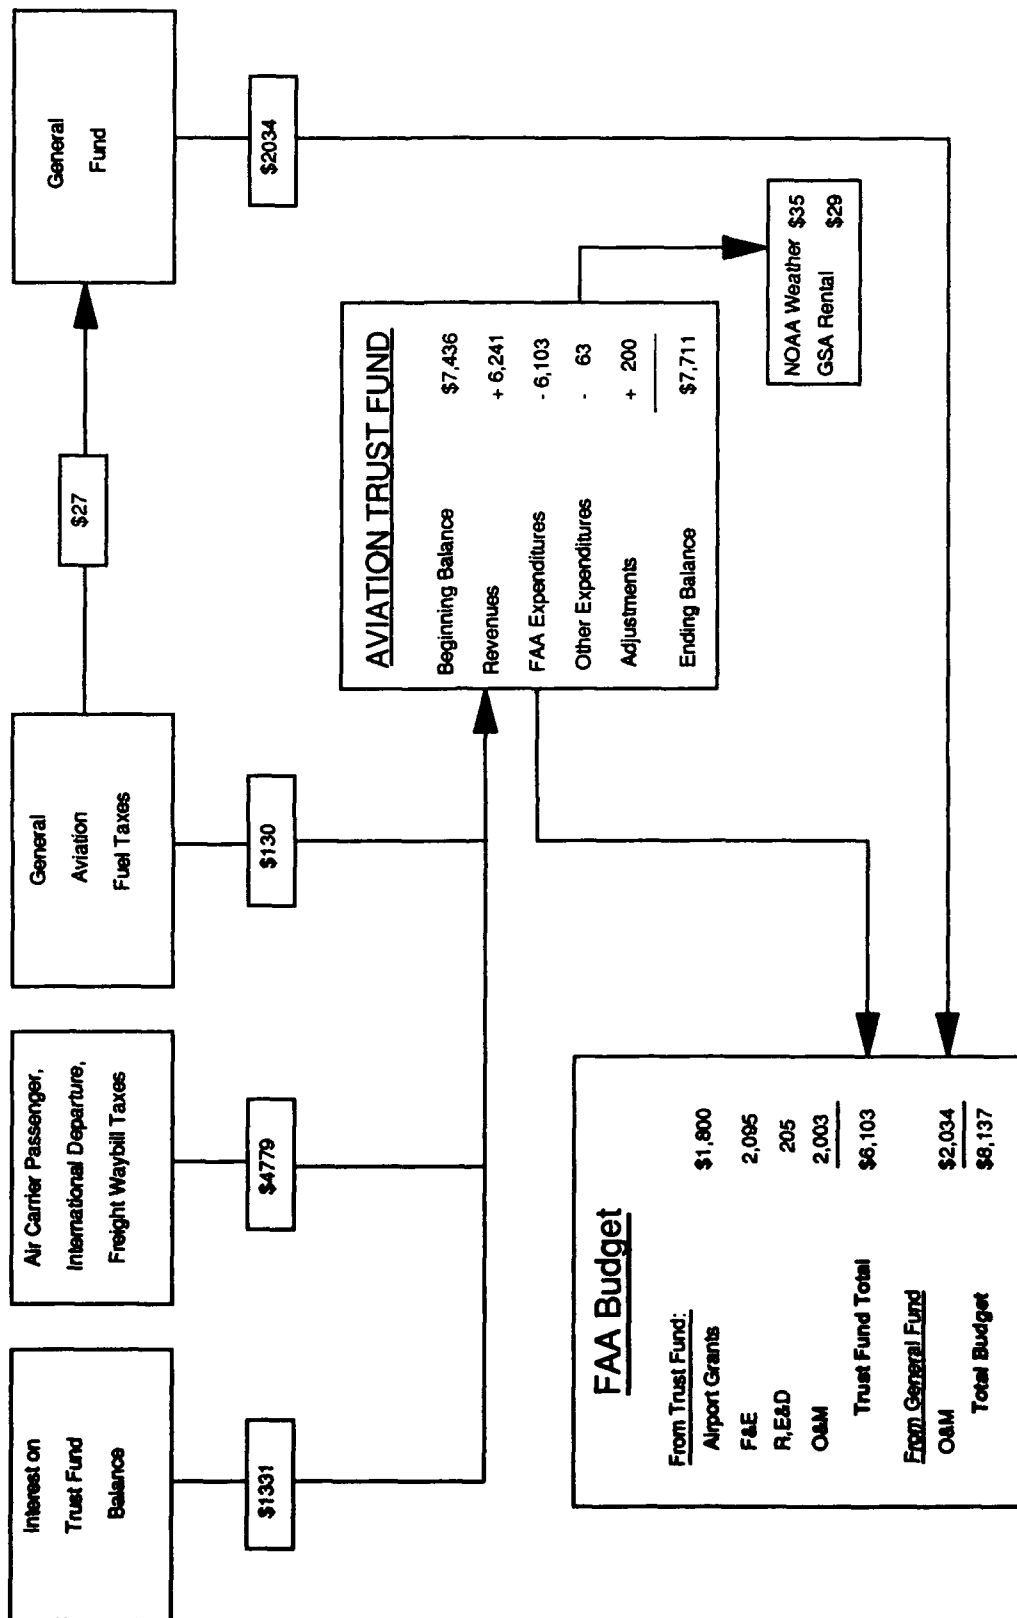 Interest on
Trust Fund
Balance
Air Carrier Passenger,
International Departure,
Freight Waybill Taxes
General
Aviation
Fuel Taxes
$27
General
Fund
$1331
$4779
$130
$2034
AVIATION TRUST FUND
Beginning Balance $7,436
Revenues + 6,241
FAA Expenditures - 6,103
Other Expenditures - 63
Adjustments + 200
Ending Balance $7,711
NOAA Weather $35
GSA Rental $29
FAA Budget
From Trust Fund:
Airport Grants $1,800
F&E 2,095
R,E&D 205
O&M 2,003
Trust Fund Total $6,103
From General Fund
O&M $2,034
Total Budget $8,137